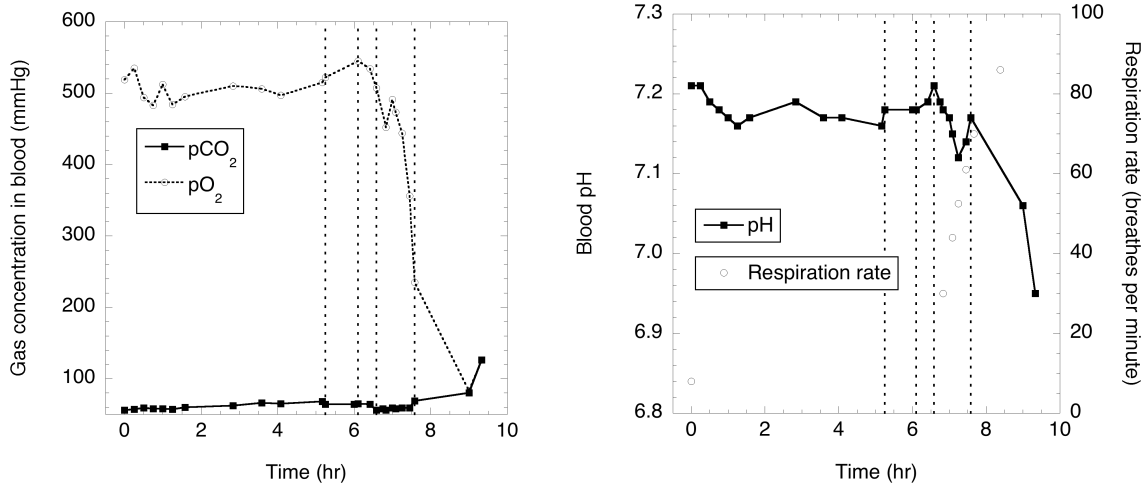 600
500
400
300
200
100
0 2 4 6 8 10
Gas concentration in blood (mmHg)
pCO2
pO2
Time (hr)
7.3
7.2
7.1
7.0
6.9
6.8
0 2 4 6 8 10
Blood pH
pH
Respiration rate
Time (hr)
100
80
60
40
20
0
Respiration rate (breathes per minute)